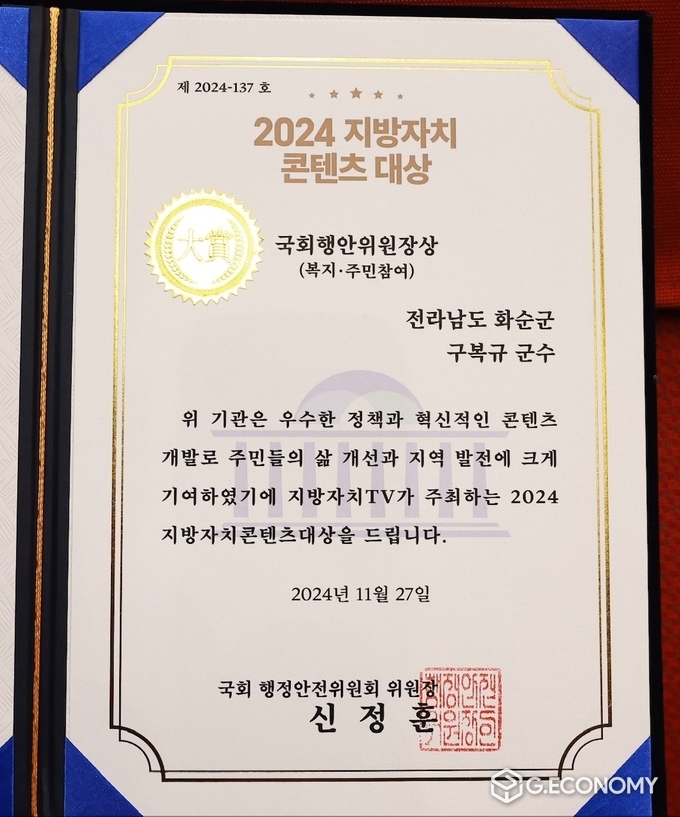 제 2024-137 호
2024 지방자치
콘텐츠 대상
大賞
국회행안위원장상
(복지·주민참여)
전라남도 화순군
구복규 군수
위 기관은 우수한 정책과 혁신적인 콘텐츠
개발로 주민들의 삶 개선과 지역 발전에 크게
기여하였기에 지방자치TV가 주최하는 2024
지방자치콘텐츠대상을 드립니다.
2024년 11월 27일
국회 행정안전위원회 위원장
신정훈
G.ECONOMY